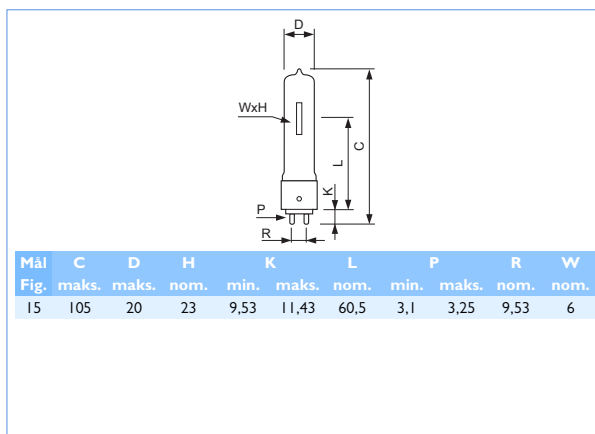 D
WxH
L
C
K
P
R
Mål C D H K L P R W
Fig. maks. maks. nom. min. maks. nom. min. maks. nom. nom.
15 105 20 23 9,53 11,43 60,5 3,1 3,25 9,53 6